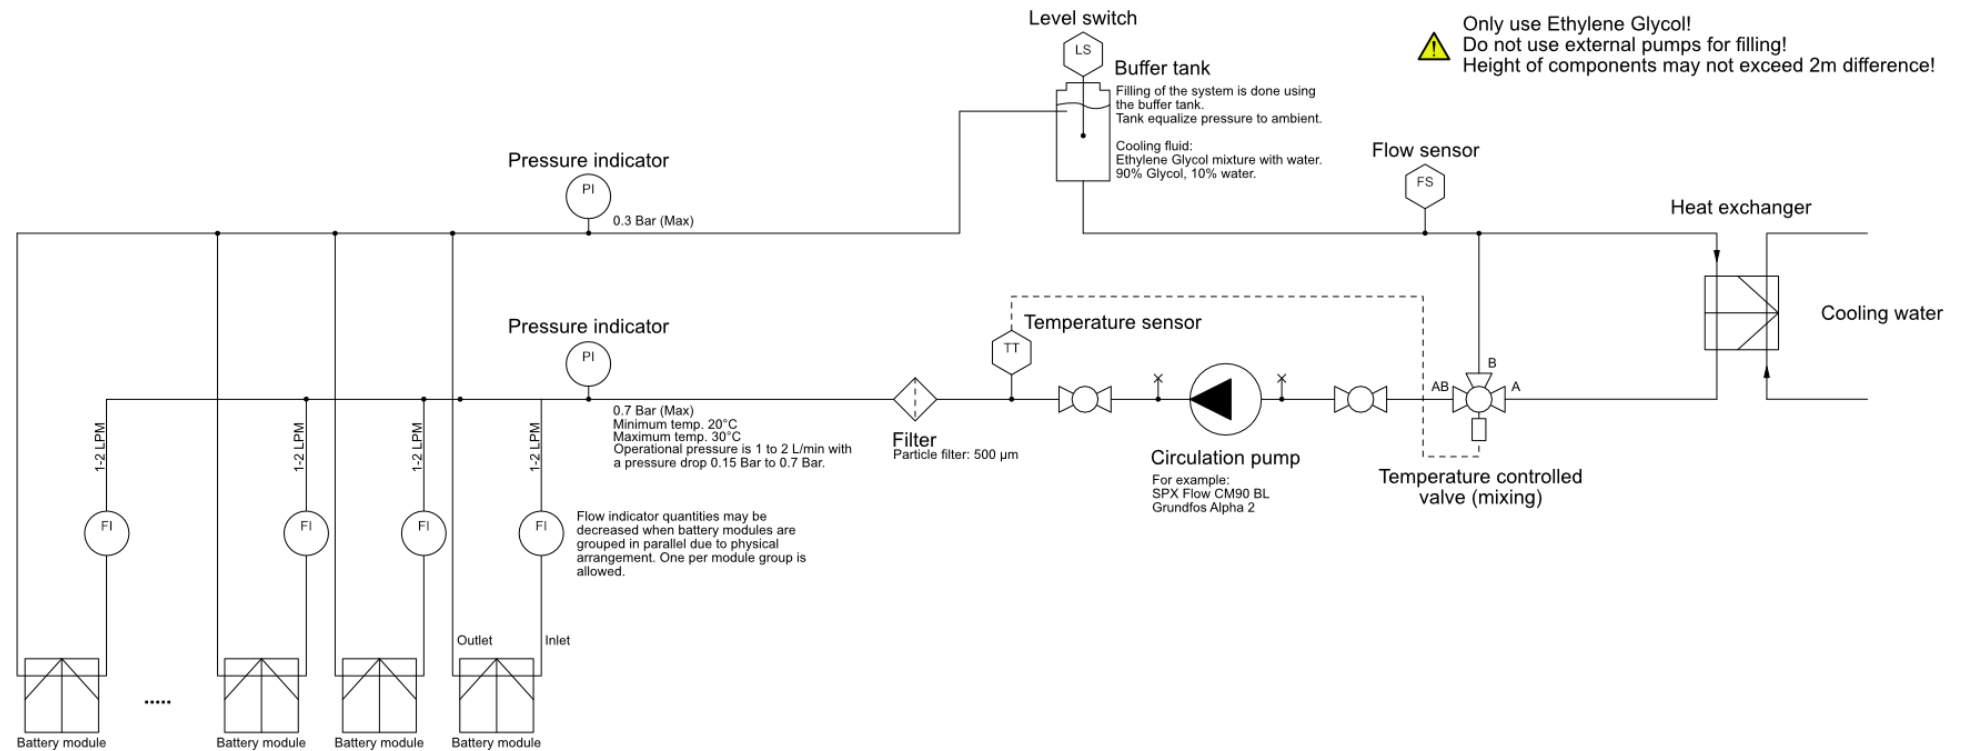 Level switch
LS
Only use Ethylene Glycol!
Do not use external pumps for filling!
Height of components may not exceed 2m difference!
!
Buffer tank
Filling of the system is done using
the buffer tank.
Tank equalize pressure to ambient.
Cooling fluid:
Ethylene Glycol mixture with water.
90% Glycol, 10% water.
Pressure indicator
PI
0.3 Bar (Max)
Flow sensor
FS
Heat exchanger
Cooling water
Pressure indicator
PI
0.7 Bar (Max)
Minimum temp. 20°C
Maximum temp. 30°C
Operational pressure is 1 to 2 L/min with
a pressure drop 0.15 Bar to 0.7 Bar.
Temperature sensor
TT
Filter
Particle filter: 500 µm
Circulation pump
For example:
SPX Flow CM90 BL
Grundfos Alpha 2
B
AB
A
Temperature controlled
valve (mixing)
1-2 LPM
1-2 LPM
1-2 LPM
1-2 LPM
FI
FI
FI
FI
Flow indicator quantities may be
decreased when battery modules are
grouped in parallel due to physical
arrangement. One per module group is
allowed.
Outlet
Inlet
.....
Battery module
Battery module
Battery module
Battery module